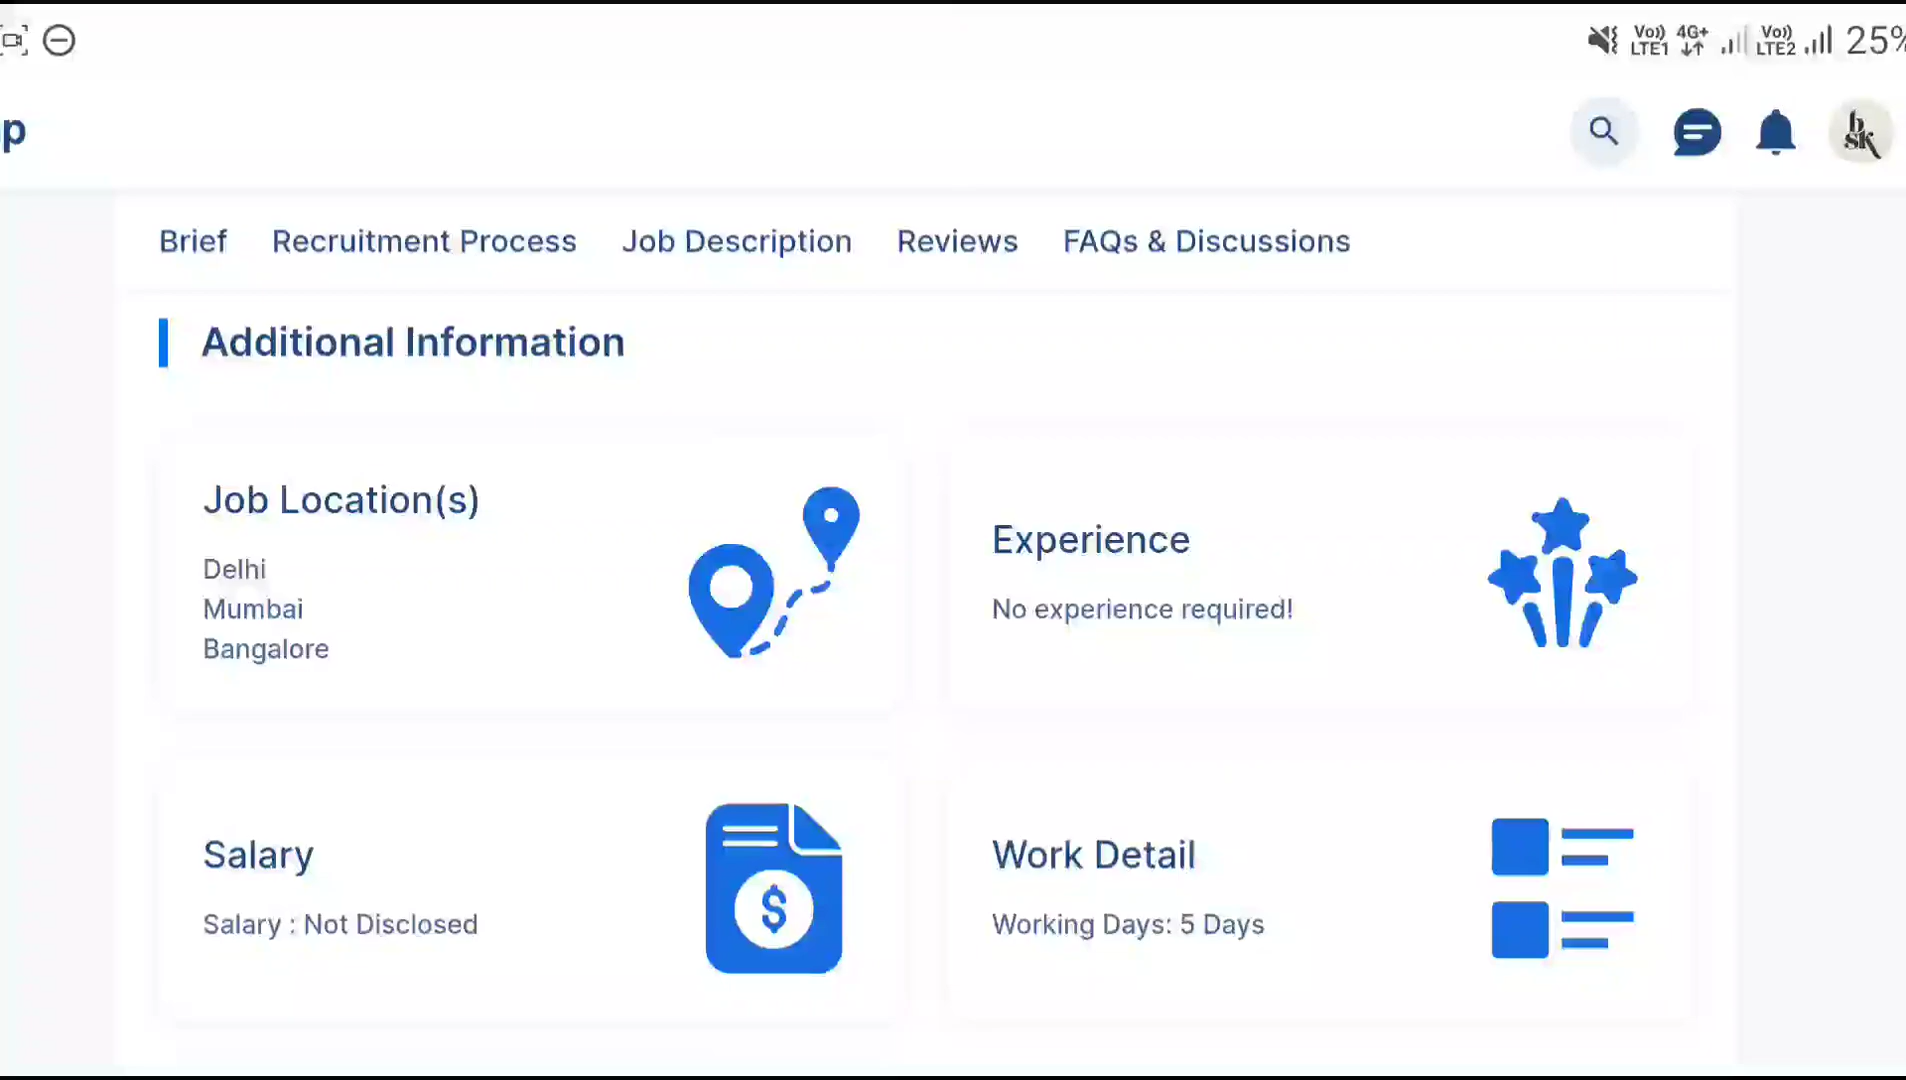 Vo)) 4G+ Vo)) 25%
LTE1 LTE2
p
b
sk
Brief Recruitment Process Job Description Reviews FAQs & Discussions
Additional Information
Job Location(s)
Delhi
Mumbai
Bangalore
Experience
No experience required!
Salary
Salary : Not Disclosed
$
Work Detail
Working Days: 5 Days